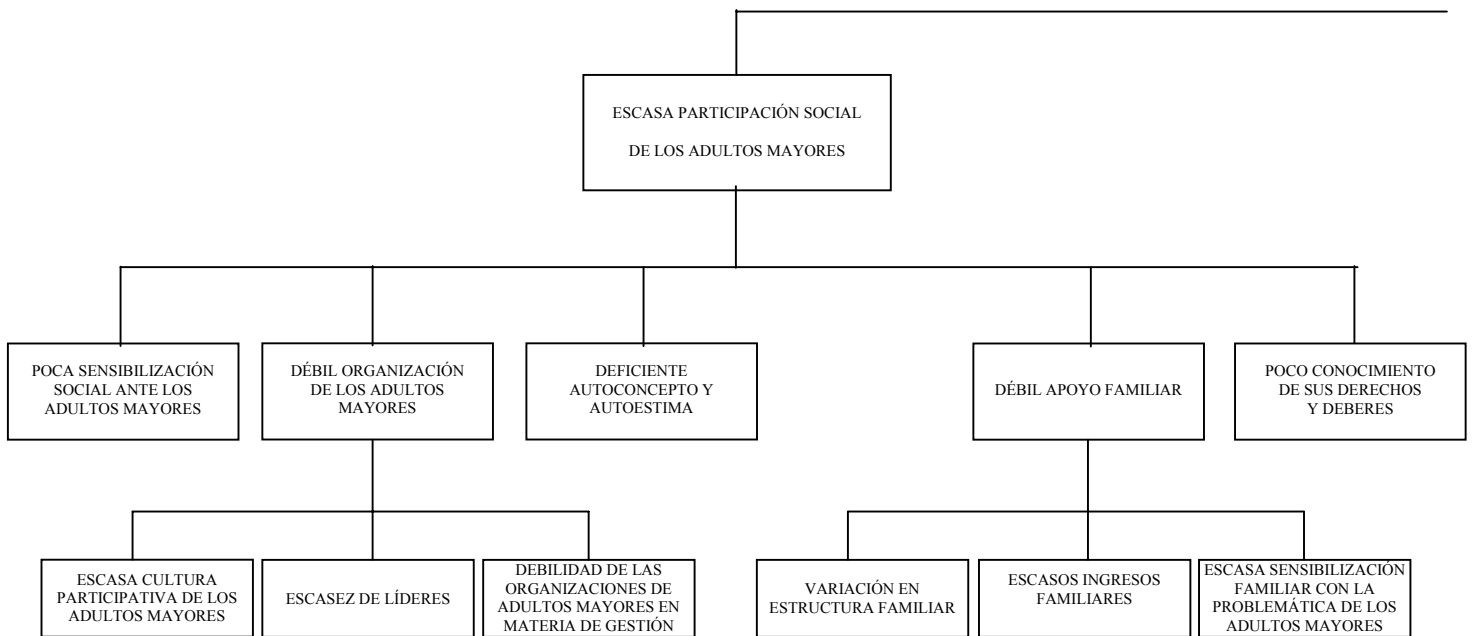 ESCASA PARTICIPACIÓN SOCIAL
DE LOS ADULTOS MAYORES
POCA SENSIBILIZACIÓN
SOCIAL ANTE LOS
ADULTOS MAYORES
DÉBIL ORGANIZACIÓN
DE LOS ADULTOS
MAYORES
DEFICIENTE
AUTOCONCEPTO Y
AUTOESTIMA
DÉBIL APOYO FAMILIAR
POCO CONOCIMIENTO
DE SUS DERECHOS
Y DEBERES
ESCASA CULTURA
PARTICIPATIVA DE LOS
ADULTOS MAYORES
ESCASEZ DE LÍDERES
DEBILIDAD DE LAS
ORGANIZACIONES DE
ADULTOS MAYORES EN
MATERIA DE GESTIÓN
VARIACIÓN EN
ESTRUCTURA FAMILIAR
ESCASOS INGRESOS
FAMILIARES
ESCASA SENSIBILIZACIÓN
FAMILIAR CON LA
PROBLEMÁTICA DE LOS
ADULTOS MAYORES